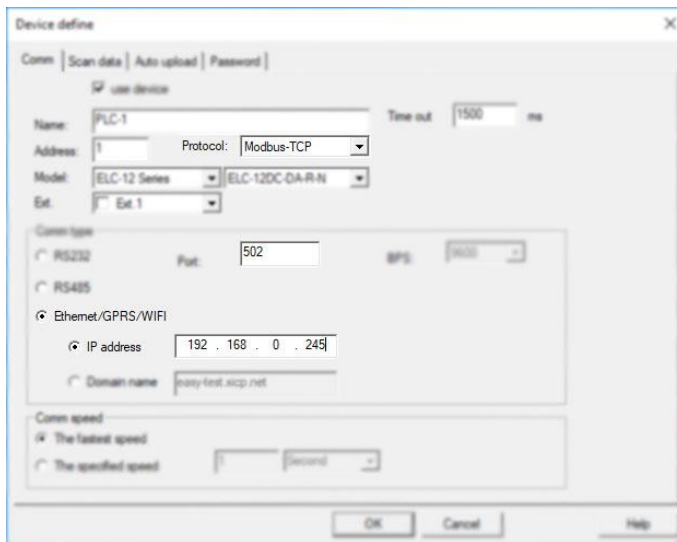 Device define
Comm Scan data Auto upload Password
use device
Name: PLC-1 Time out 1500 ms
Address: 1 Protocol: Modbus-TCP
Model: ELC-12 Series ELC-12DC-DA-R-N
Ext. Ext.1
Comm type
RS232 Port: 502 BPS: 9600
RS485
Ethernet/GPRS/WIFI
IP address 192 . 168 . 0 . 245
Domain name easy-test.xicp.net
Comm speed
The fastest speed
The specified speed 1 Second
OK Cancel Help